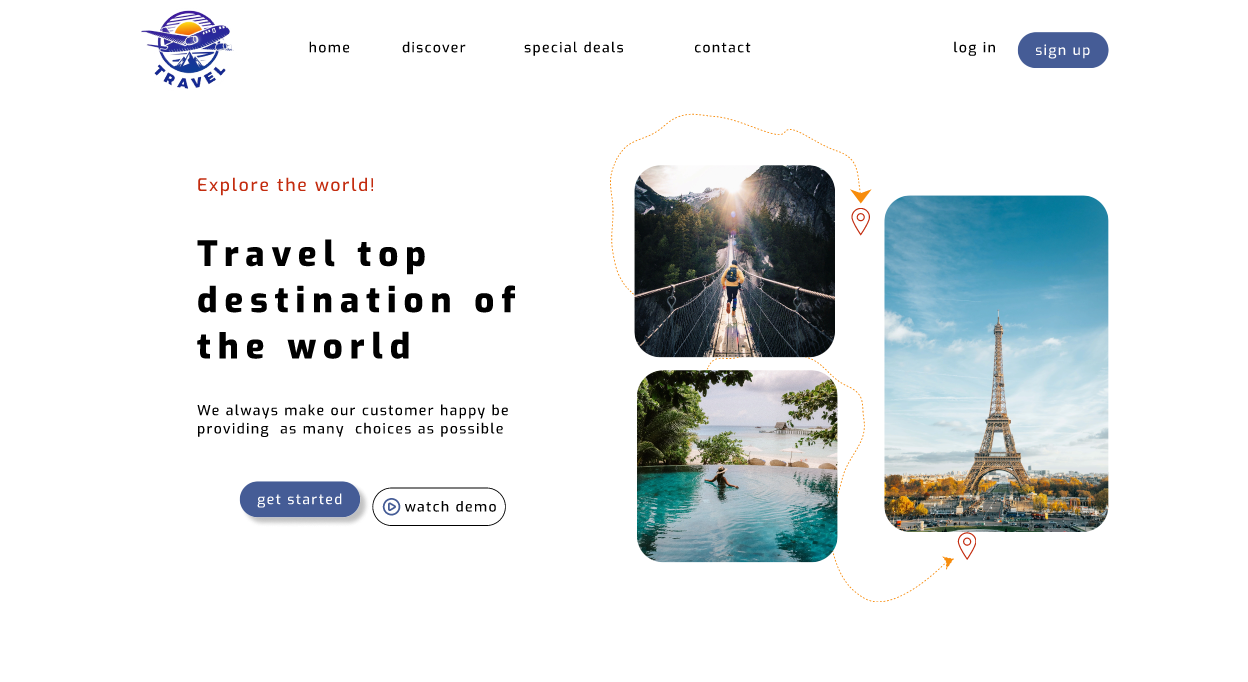 TRAVEL
home discover special deals contact log in sign up
Explore the world!
Travel top
destination of
the world
We always make our customer happy be
providing as many choices as possible
get started watch demo